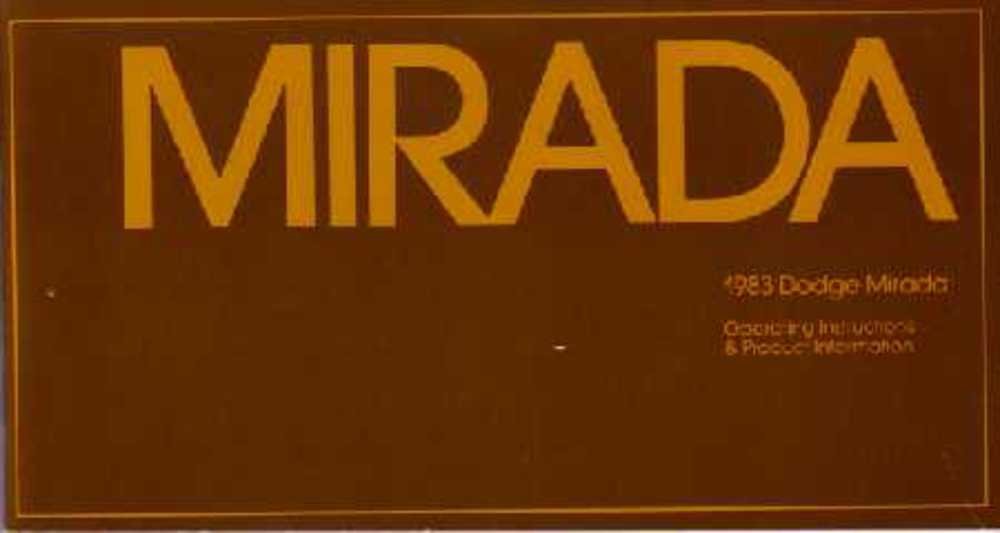 MIRADA
1983 Dodge Mirada
Operating Instructions
& Product Information